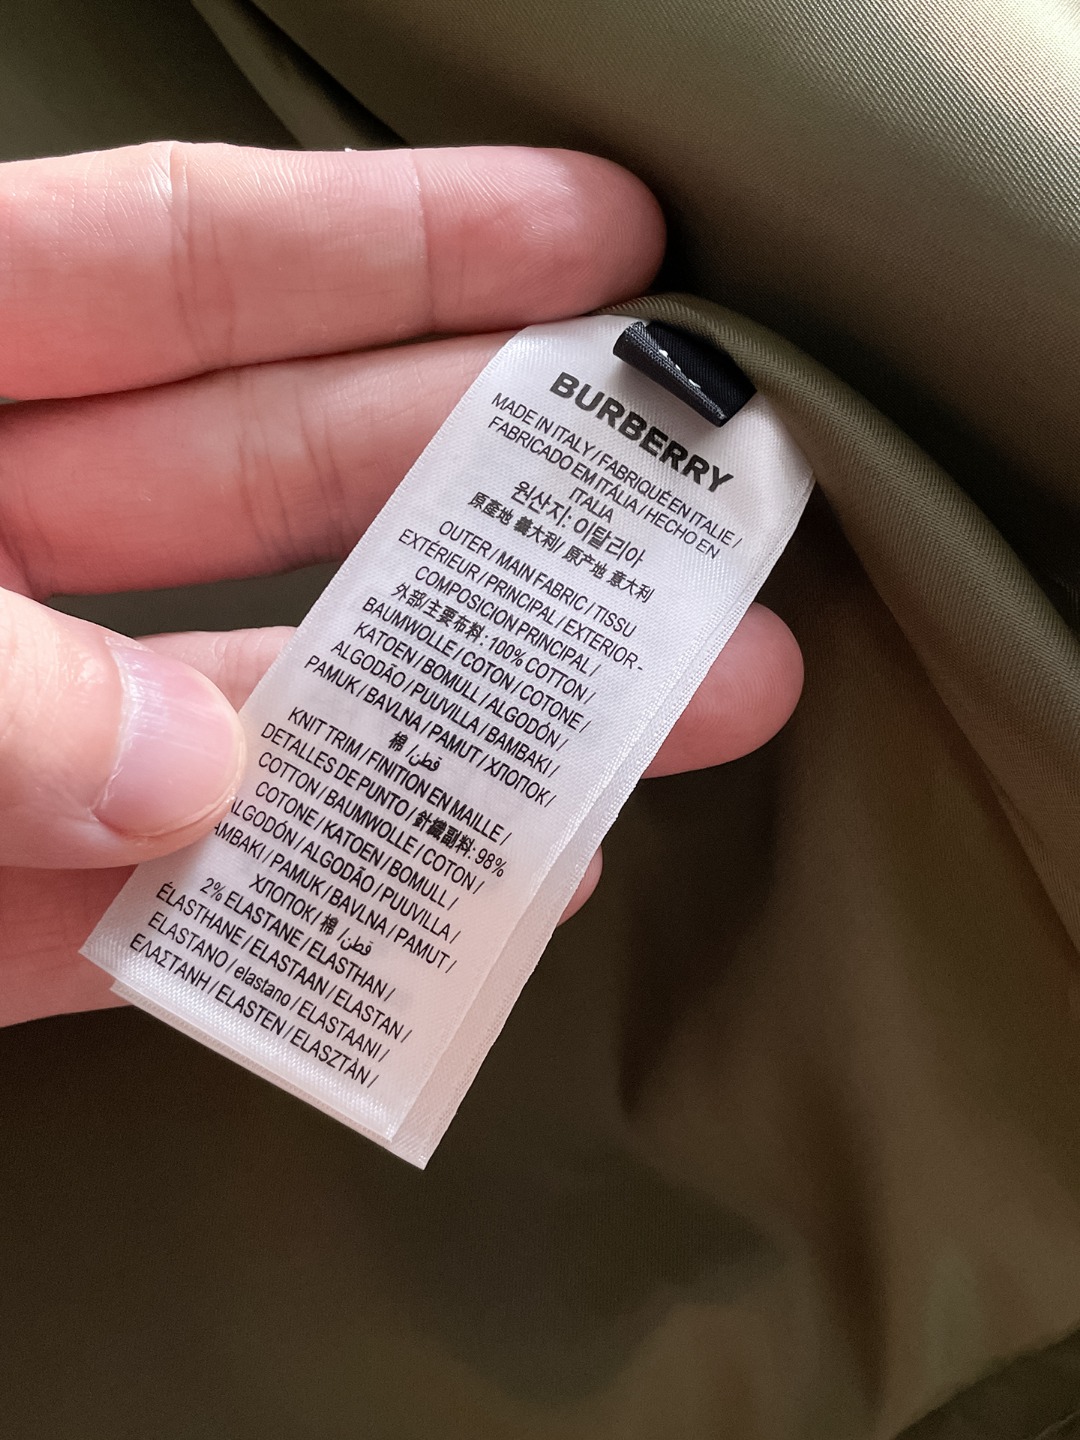 BURBERRY
MADE IN ITALY / FABRIQUÉ EN ITALIE /
FABRICADO EM ITÁLIA / HECHO EN
ITALIA
원산지: 이탈리아
原產地 義大利/ 原产地 意大利
OUTER / MAIN FABRIC / TISSU
EXTÉRIEUR / PRINCIPAL / EXTERIOR -
COMPOSICION PRINCIPAL /
外部/主要布料: 100% COTTON /
BAUMWOLLE / COTON / COTONE /
KATOEN / BOMULL / ALGODÓN /
ALGODÃO / PUUVILLA / BAMBAKI /
PAMUK / BAVLNA / PAMUT / ХЛОПОК /
棉 / قطن
KNIT TRIM / FINITION EN MAILLE /
DETALLES DE PUNTO / 針織副料: 98%
COTTON / BAUMWOLLE / COTON /
COTONE / KATOEN / BOMULL /
ALGODÓN / ALGODÃO / PUUVILLA /
AMBAKI / PAMUK / BAVLNA / PAMUT /
ХЛОПОК / 棉 / قطن
2% ELASTANE / ELASTHAN /
ÉLASTHANE / ELASTAAN / ELASTAN /
ELASTANO / elastano / ELASTAANI /
ΕΛΑΣΤΑΝΗ / ELASTEN / ELASZTÀN /